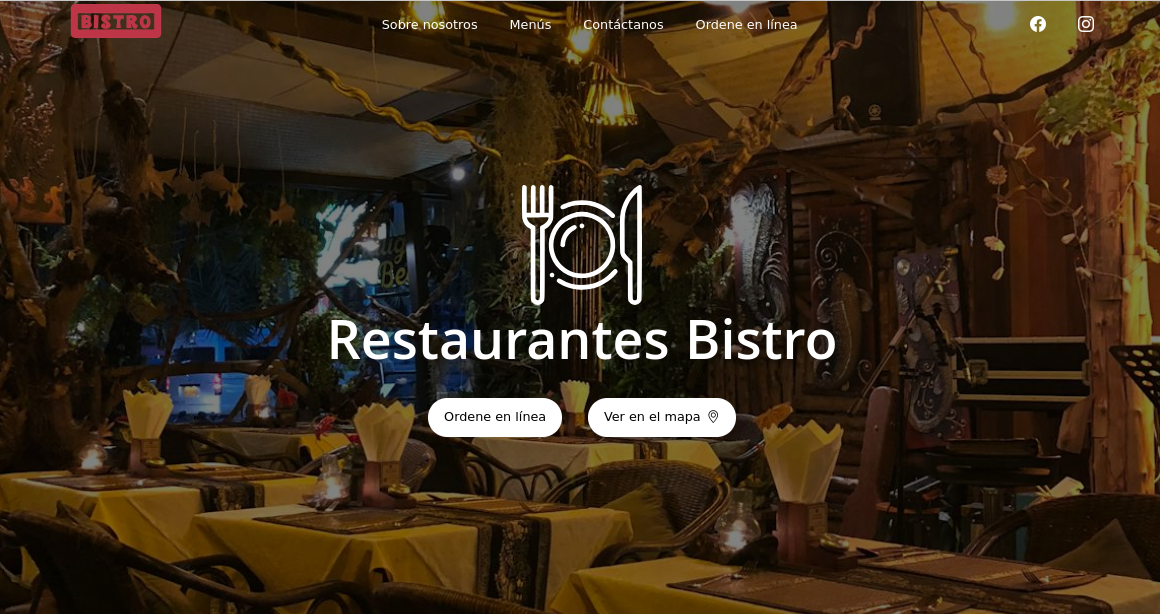 BISTRO
Sobre nosotros
Menús
Contáctanos
Ordene en línea
Restaurantes Bistro
Ordene en línea
Ver en el mapa